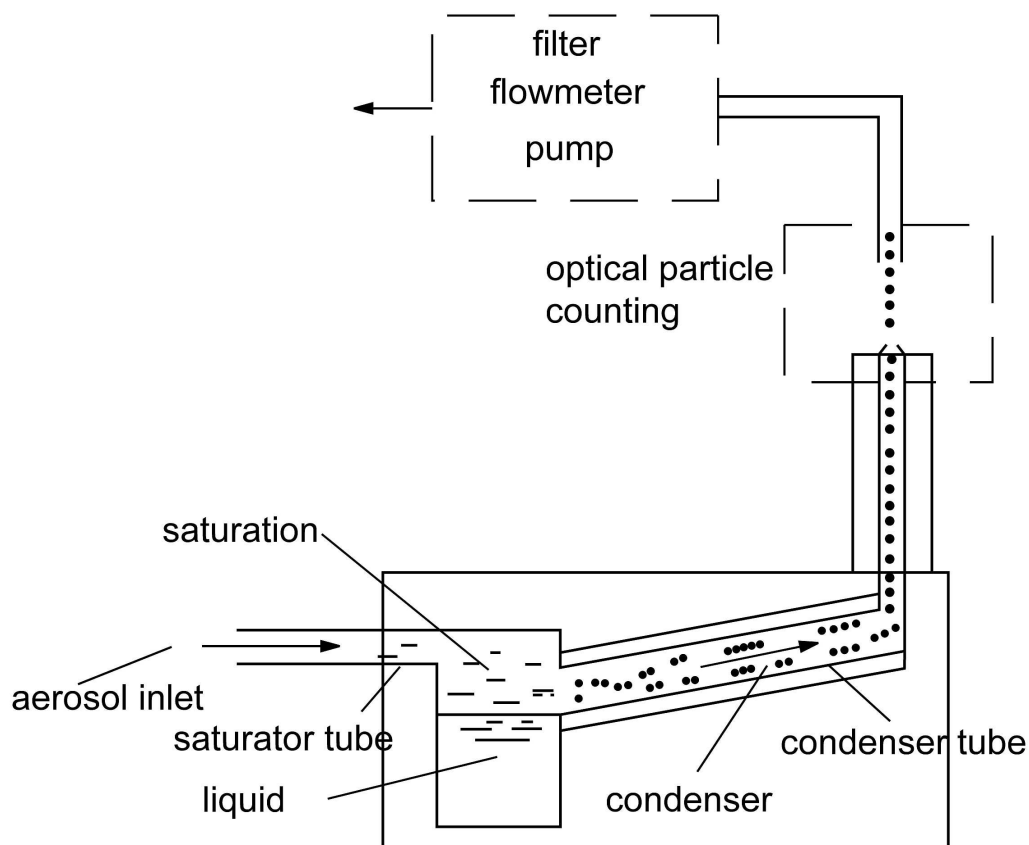 filter
flowmeter
pump
optical particle
counting
saturation
aerosol inlet
saturator tube
liquid
condenser
condenser tube